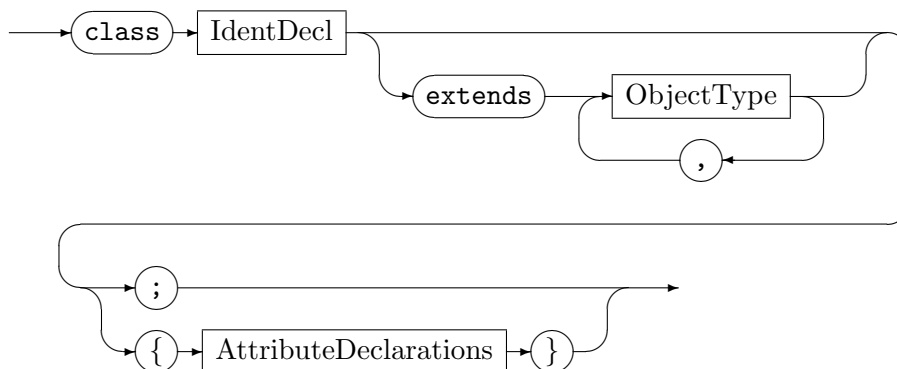 class IdentDecl
extends ObjectType
,
;
{ AttributeDeclarations }